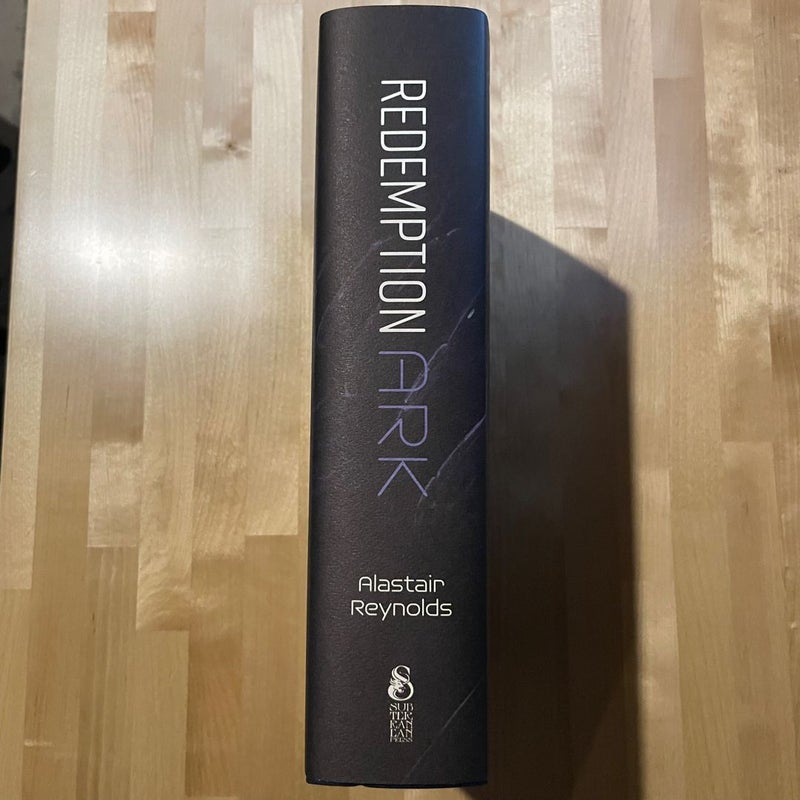 REDEMPTION ARK
Alastair
Reynolds
SUB
TER
RAN
EAN
PRESS